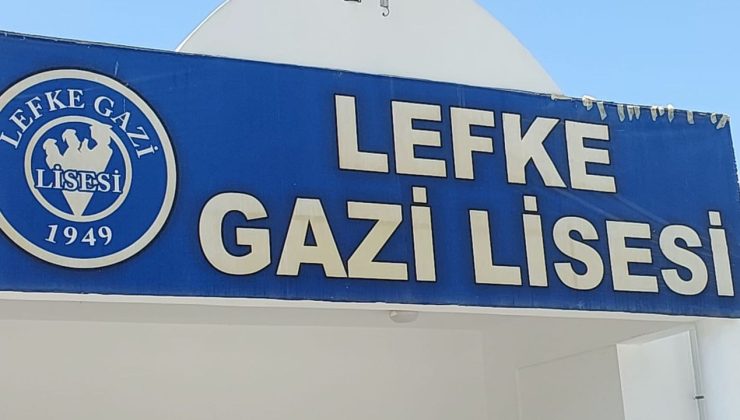 LEFKE GAZİ
LİSESİ
1949
LEFKE
GAZİ LİSESİ